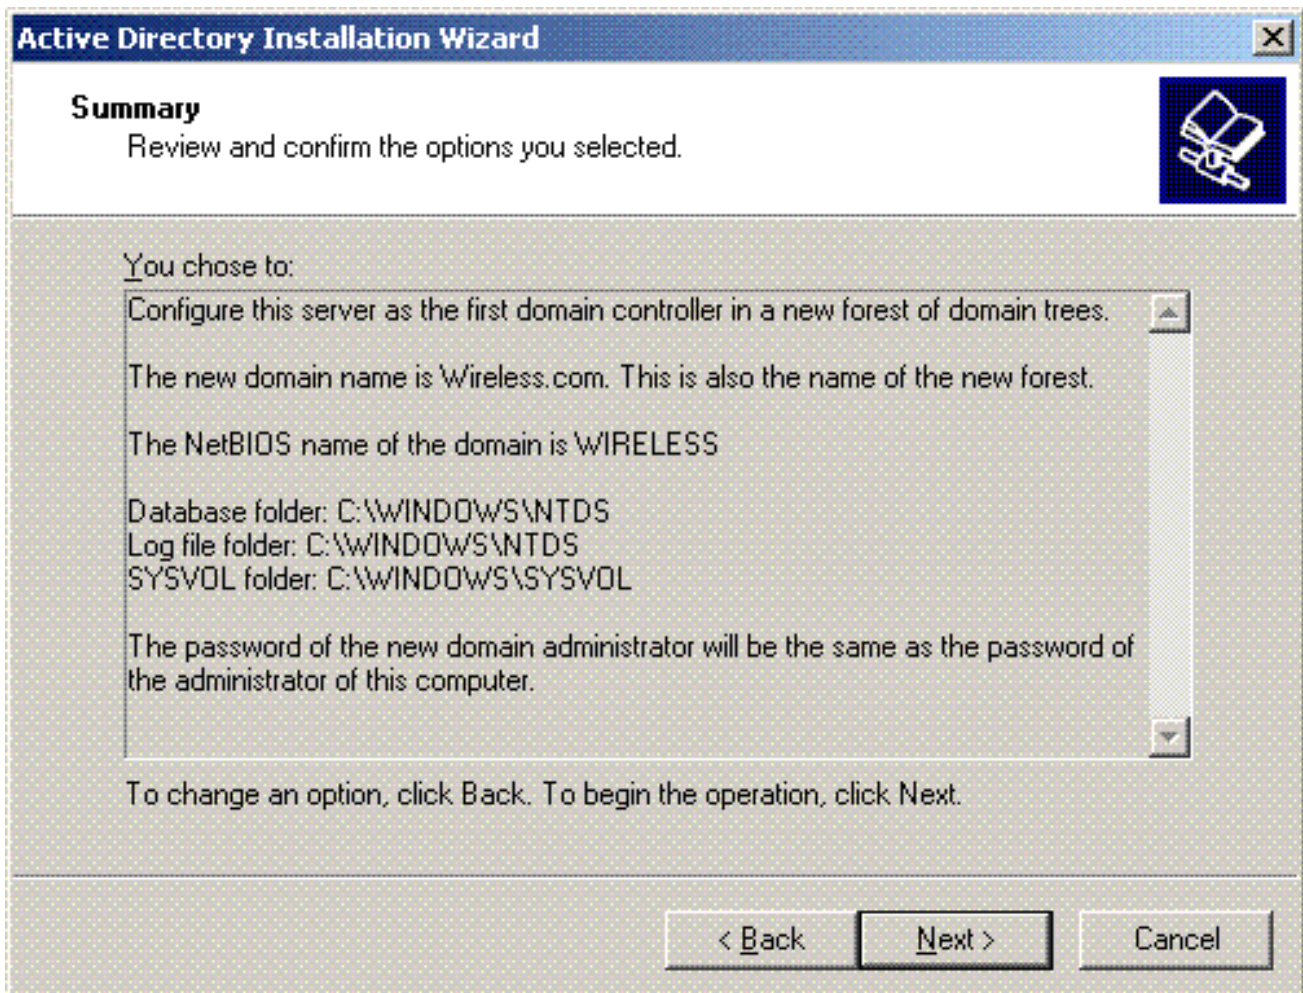 Active Directory Installation Wizard
Summary
Review and confirm the options you selected.
You chose to:
Configure this server as the first domain controller in a new forest of domain trees.
The new domain name is Wireless.com. This is also the name of the new forest.
The NetBIOS name of the domain is WIRELESS
Database folder: C:\WINDOWS\NTDS
Log file folder: C:\WINDOWS\NTDS
SYSVOL folder: C:\WINDOWS\SYSVOL
The password of the new domain administrator will be the same as the password of
the administrator of this computer.
To change an option, click Back. To begin the operation, click Next.
< Back
Next >
Cancel